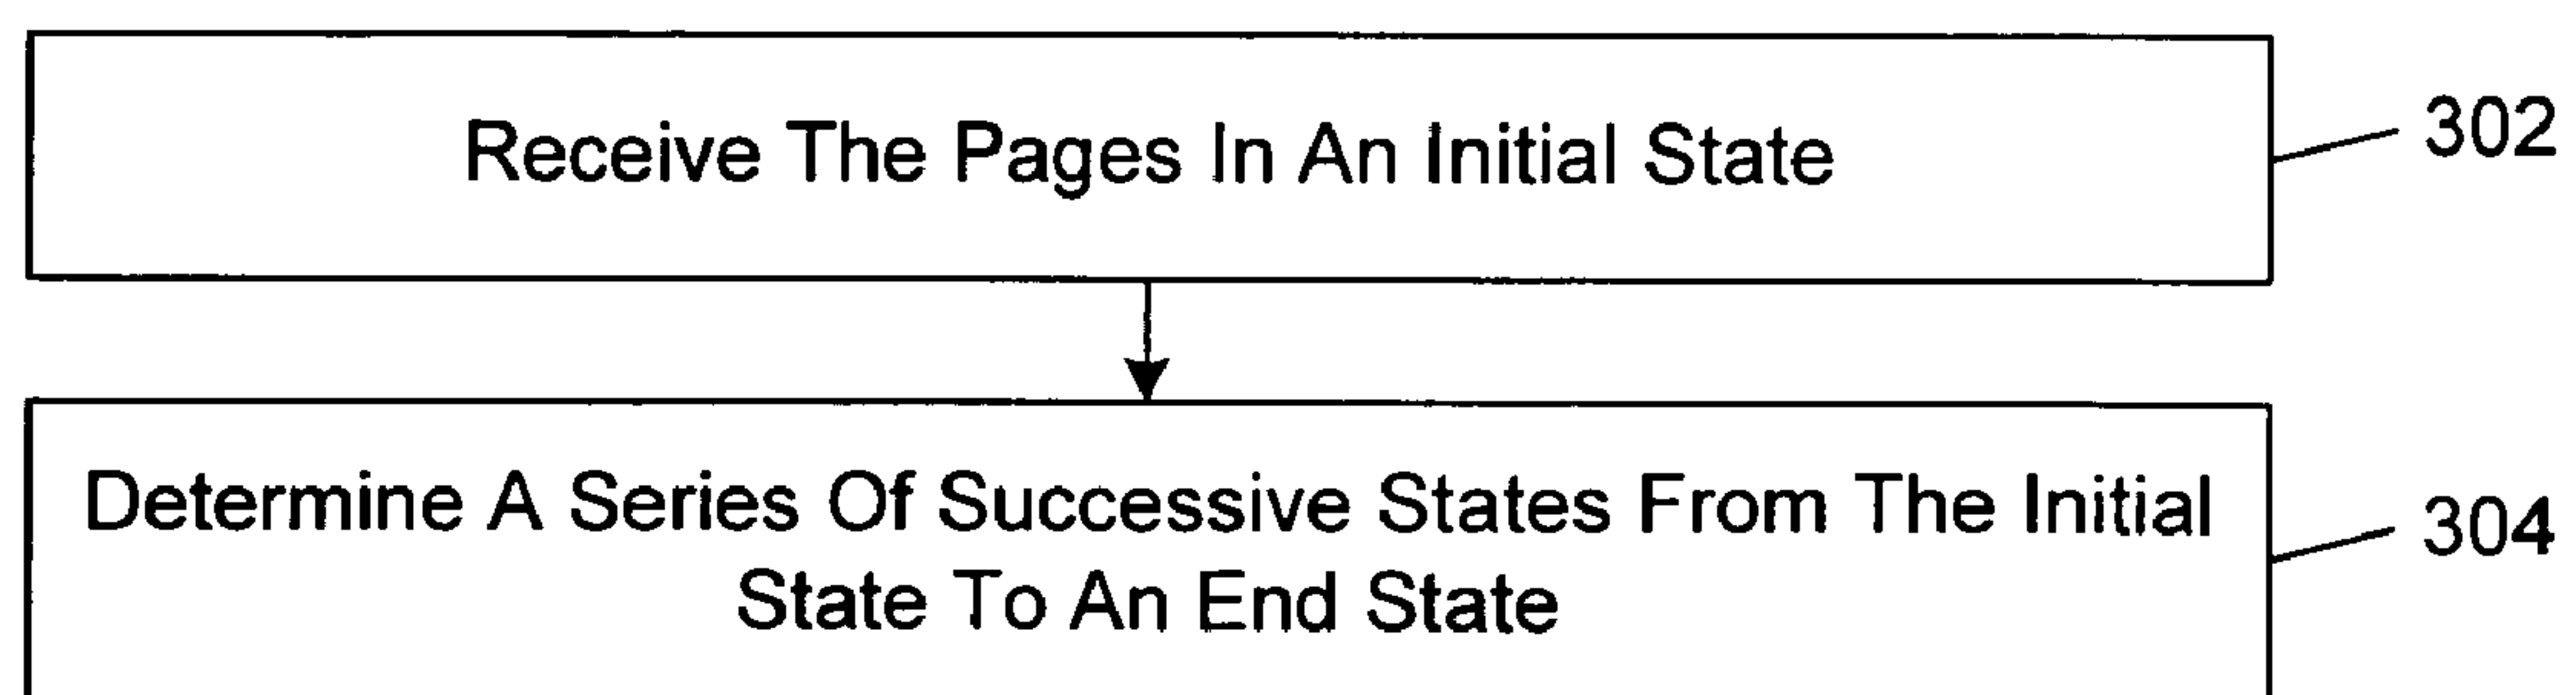 Receive The Pages In An Initial State
302
Determine A Series Of Successive States From The Initial
State To An End State
304